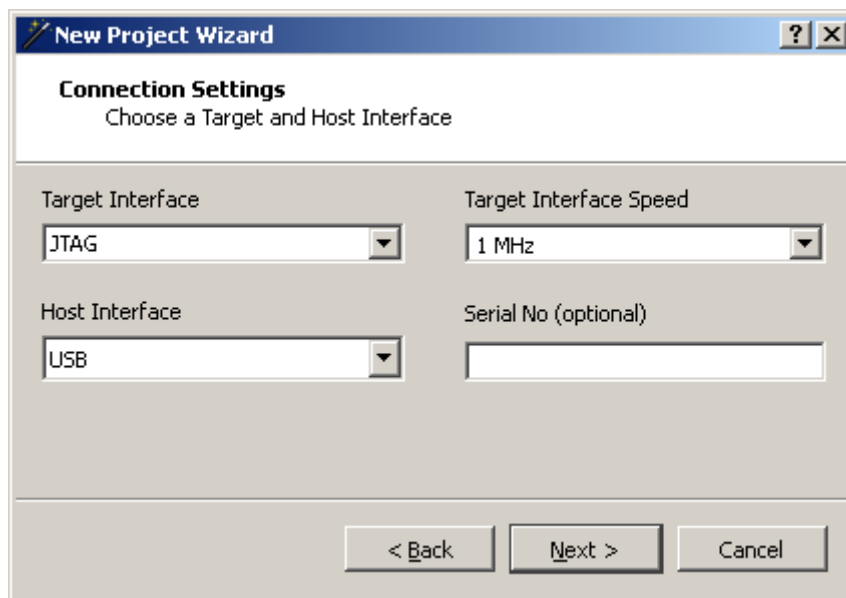 New Project Wizard
Connection Settings
Choose a Target and Host Interface
Target Interface
Target Interface Speed
JTAG
1 MHz
Host Interface
Serial No (optional)
USB
< Back
Next >
Cancel